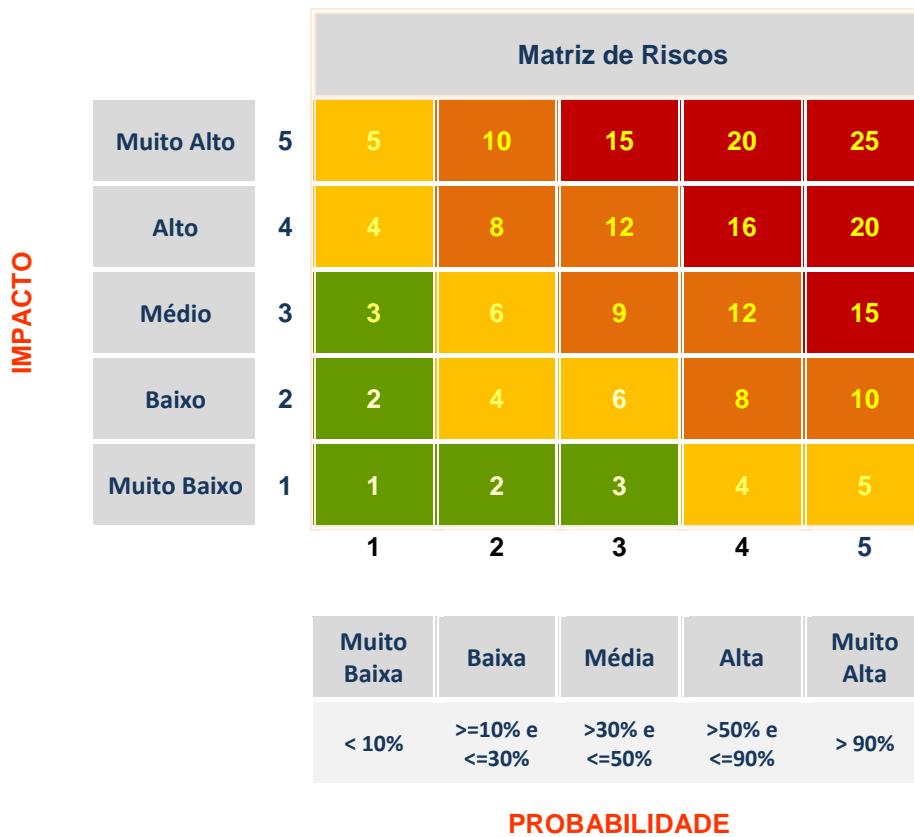 Matriz de Riscos
IMPACTO
Muito Alto 5 5 10 15 20 25
Alto 4 4 8 12 16 20
Médio 3 3 6 9 12 15
Baixo 2 2 4 6 8 10
Muito Baixo 1 1 2 3 4 5
1 2 3 4 5
Muito Baixa Baixa Média Alta Muito Alta
< 10% >=10% e <=30% >30% e <=50% >50% e <=90% > 90%
PROBABILIDADE